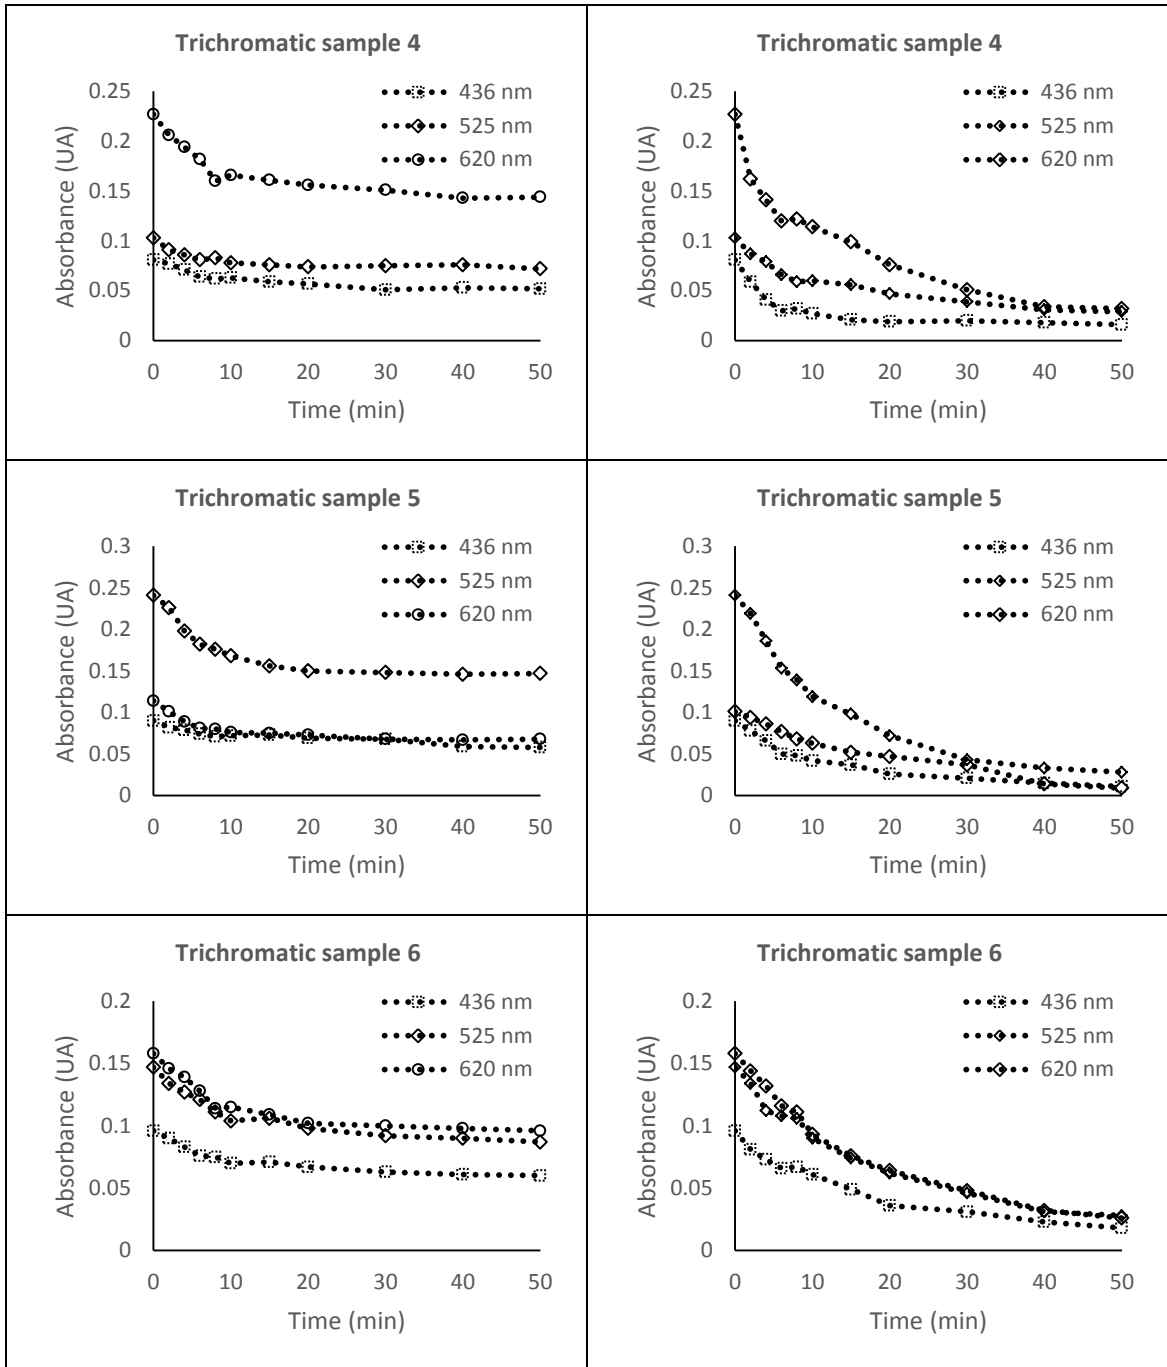 Trichromatic sample 4
436 nm
525 nm
620 nm
0.25
0.2
0.15
0.1
0.05
0
Absorbance (UA)
0 10 20 30 40 50
Time (min)
Trichromatic sample 4
436 nm
525 nm
620 nm
0.25
0.2
0.15
0.1
0.05
0
Absorbance (UA)
0 10 20 30 40 50
Time (min)
Trichromatic sample 5
436 nm
525 nm
620 nm
0.3
0.25
0.2
0.15
0.1
0.05
0
Absorbance (UA)
0 10 20 30 40 50
Time (min)
Trichromatic sample 5
436 nm
525 nm
620 nm
0.3
0.25
0.2
0.15
0.1
0.05
0
Absorbance (UA)
0 10 20 30 40 50
Time (min)
Trichromatic sample 6
436 nm
525 nm
620 nm
0.2
0.15
0.1
0.05
0
Absorbance (UA)
0 10 20 30 40 50
Time (min)
Trichromatic sample 6
436 nm
525 nm
620 nm
0.2
0.15
0.1
0.05
0
Absorbance (UA)
0 10 20 30 40 50
Time (min)